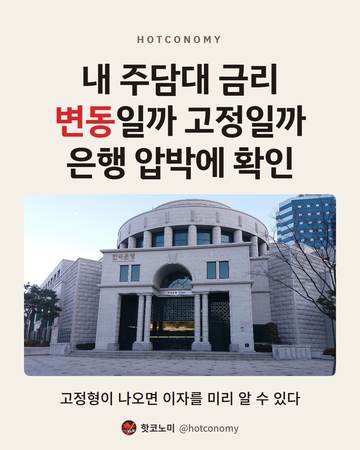 HOTCONOMY
내 주담대 금리
변동일까 고정일까
은행 압박에 확인
한국은행
고정형이 나오면 이자를 미리 알 수 있다
핫코노미 @hotconomy